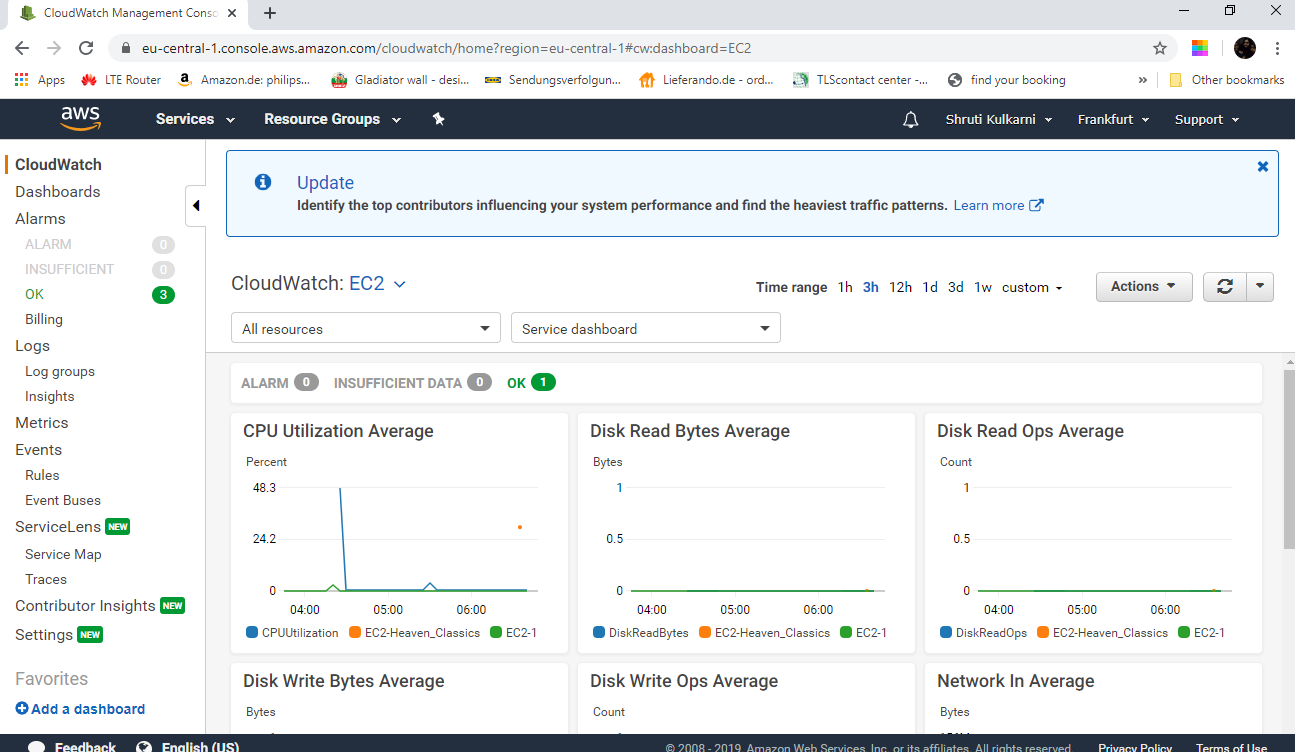 CloudWatch Management Conso
eu-central-1.console.aws.amazon.com/cloudwatch/home?region=eu-central-1#cw:dashboard=EC2
Apps LTE Router Amazon.de: philips... Gladiator wall - desi... Sendungsverfolgun... Lieferando.de - ord... TLScontact center -... find your booking » Other bookmarks
aws Services Resource Groups Shruti Kulkarni Frankfurt Support
CloudWatch
Dashboards
Alarms
ALARM 0
INSUFFICIENT 0
OK 3
Billing
Logs
Log groups
Insights
Metrics
Events
Rules
Event Buses
ServiceLens NEW
Service Map
Traces
Contributor Insights NEW
Settings NEW
Favorites
Add a dashboard
Update
Identify the top contributors influencing your system performance and find the heaviest traffic patterns. Learn more
CloudWatch: EC2
Time range 1h 3h 12h 1d 3d 1w custom Actions
All resources Service dashboard
ALARM 0 INSUFFICIENT DATA 0 OK 1
CPU Utilization Average
Percent
48.3
24.2
0
04:00 05:00 06:00
CPUUtilization EC2-Heaven_Classics EC2-1
Disk Read Bytes Average
Bytes
1
0.5
0
04:00 05:00 06:00
DiskReadBytes EC2-Heaven_Classics EC2-1
Disk Read Ops Average
Count
1
0.5
0
04:00 05:00 06:00
DiskReadOps EC2-Heaven_Classics EC2-1
Disk Write Bytes Average
Bytes
Disk Write Ops Average
Count
Network In Average
Bytes
Feedback English (US) © 2008 - 2019, Amazon Web Services, Inc. or its affiliates. All rights reserved. Privacy Policy Terms of Use